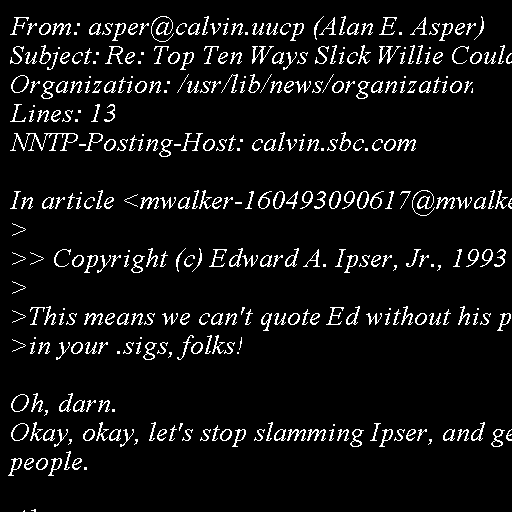 From: asper@calvin.uucp (Alan E. Asper)
Subject: Re: Top Ten Ways Slick Willie Could
Organization: /usr/lib/news/organization
Lines: 13
NNTP-Posting-Host: calvin.sbc.com
In article <mwalker-160493090617@mwalke
>
>> Copyright (c) Edward A. Ipser, Jr., 1993
>
>This means we can't quote Ed without his p
>in your .sigs, folks!
Oh, darn.
Okay, okay, let's stop slamming Ipser, and ge
people.